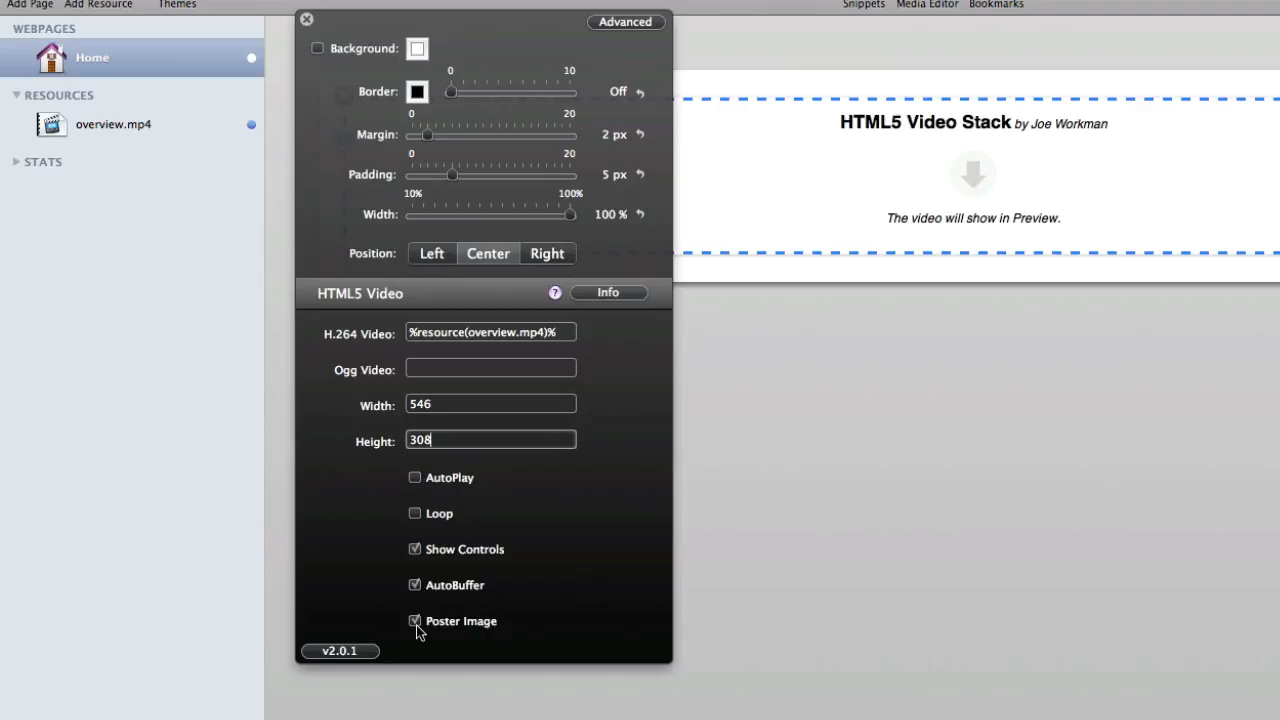 Add Page Add Resource Themes Snippets Media Editor Bookmarks
WEBPAGES
Home
RESOURCES
overview.mp4
STATS
Advanced
Background:
0 10
Border: Off
0 20
Margin: 2 px
0 20
Padding: 5 px
10% 100%
Width: 100 %
Position: Left Center Right
HTML5 Video ? Info
H.264 Video: %resource(overview.mp4)%
Ogg Video:
Width: 546
Height: 308
AutoPlay
Loop
Show Controls
AutoBuffer
Poster Image
v2.0.1
HTML5 Video Stack by Joe Workman
The video will show in Preview.